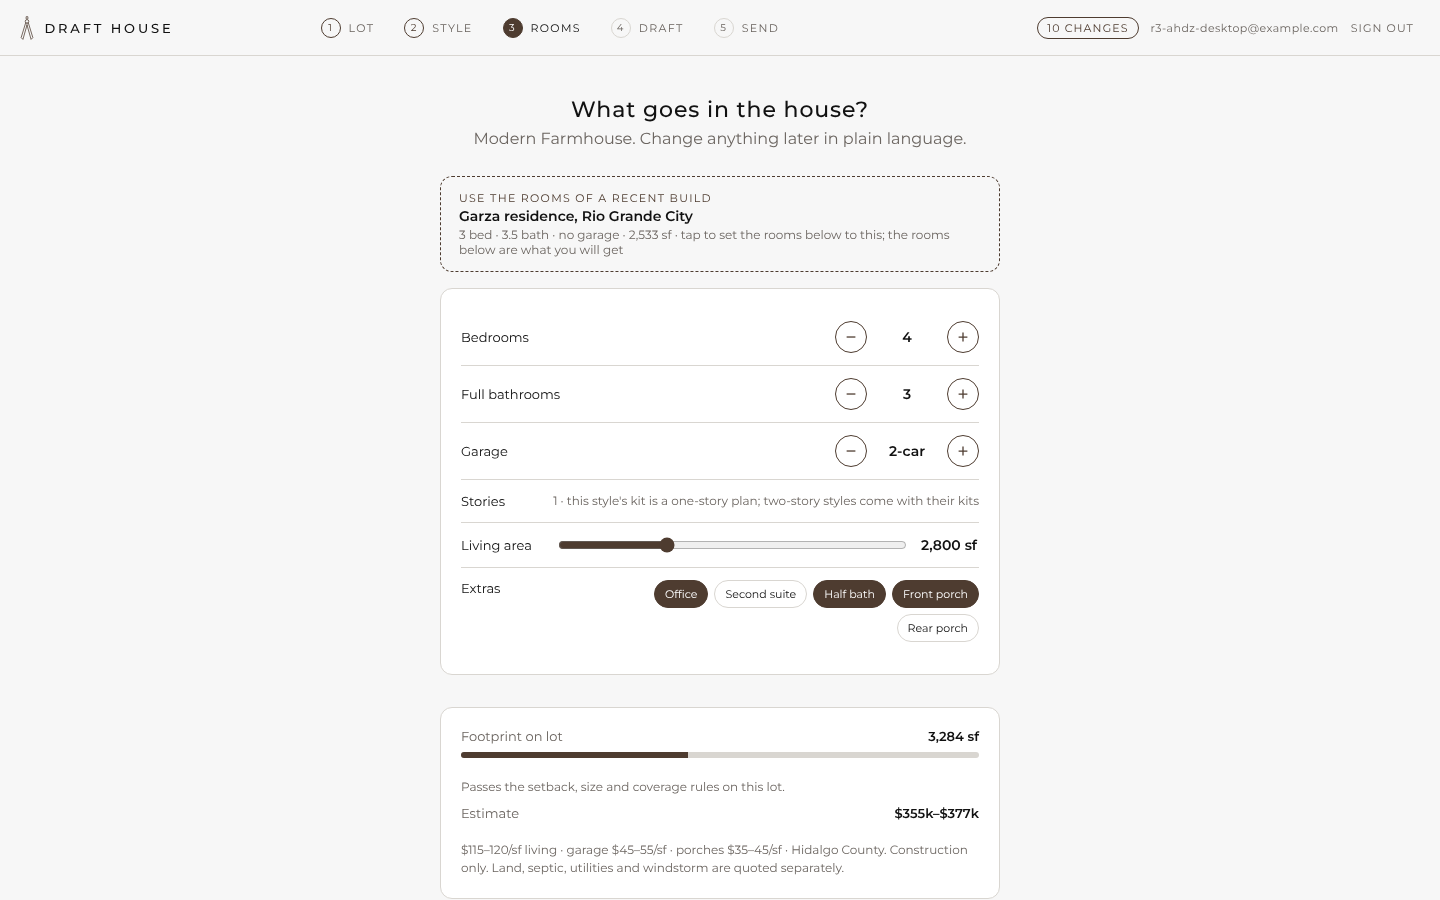 DRAFT HOUSE
1 LOT 2 STYLE 3 ROOMS 4 DRAFT 5 SEND
10 CHANGES r3-ahdz-desktop@example.com SIGN OUT
What goes in the house?
Modern Farmhouse. Change anything later in plain language.
USE THE ROOMS OF A RECENT BUILD
Garza residence, Rio Grande City
3 bed · 3.5 bath · no garage · 2,533 sf · tap to set the rooms below to this; the rooms
below are what you will get
Bedrooms − 4 +
Full bathrooms − 3 +
Garage − 2-car +
Stories 1 · this style's kit is a one-story plan; two-story styles come with their kits
Living area 2,800 sf
Extras Office Second suite Half bath Front porch
Rear porch
Footprint on lot 3,284 sf
Passes the setback, size and coverage rules on this lot.
Estimate $355k–$377k
$115–120/sf living · garage $45–55/sf · porches $35–45/sf · Hidalgo County. Construction
only. Land, septic, utilities and windstorm are quoted separately.